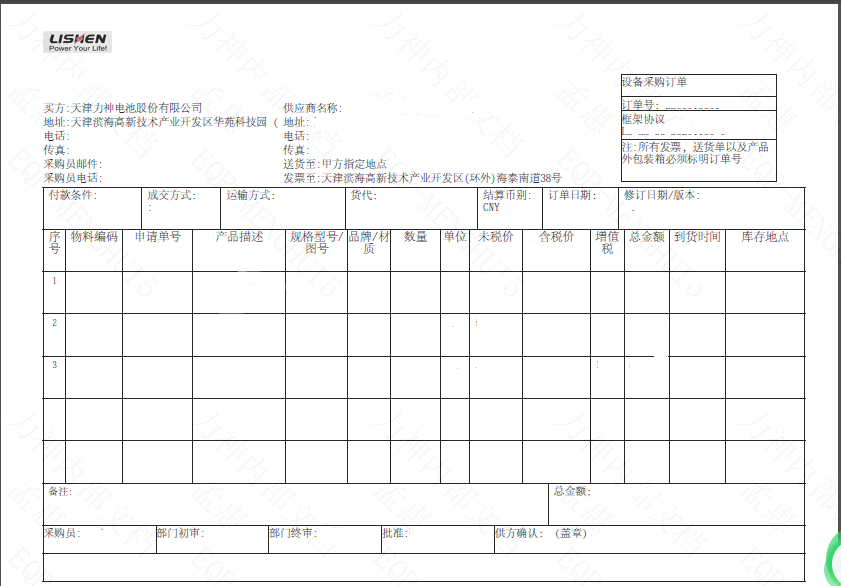 LISHEN
Power Your Life!
设备采购订单
订单号:
框架协议
注:所有发票, 送货单以及产品
外包装箱必须标明订单号
买方:天津力神电池股份有限公司 供应商名称:
地址:天津滨海高新技术产业开发区华苑科技园 ( 地址:
电话: 电话:
传真: 传真:
采购员邮件: 送货至:甲方指定地点
采购员电话: 发票至:天津滨海高新技术产业开发区(环外)海泰南道38号
付款条件: 成交方式: 运输方式: 货代: 结算币别: 订单日期: 修订日期/版本:
CNY
序号 物料编码 申请单号 产品描述 规格型号/图号 品牌/材质 数量 单位 未税价 含税价 增值税 总金额 到货时间 库存地点
1
2
3
备注: 总金额:
采购员: 部门初审: 部门终审: 批准: 供方确认: (盖章)
力神内部文档